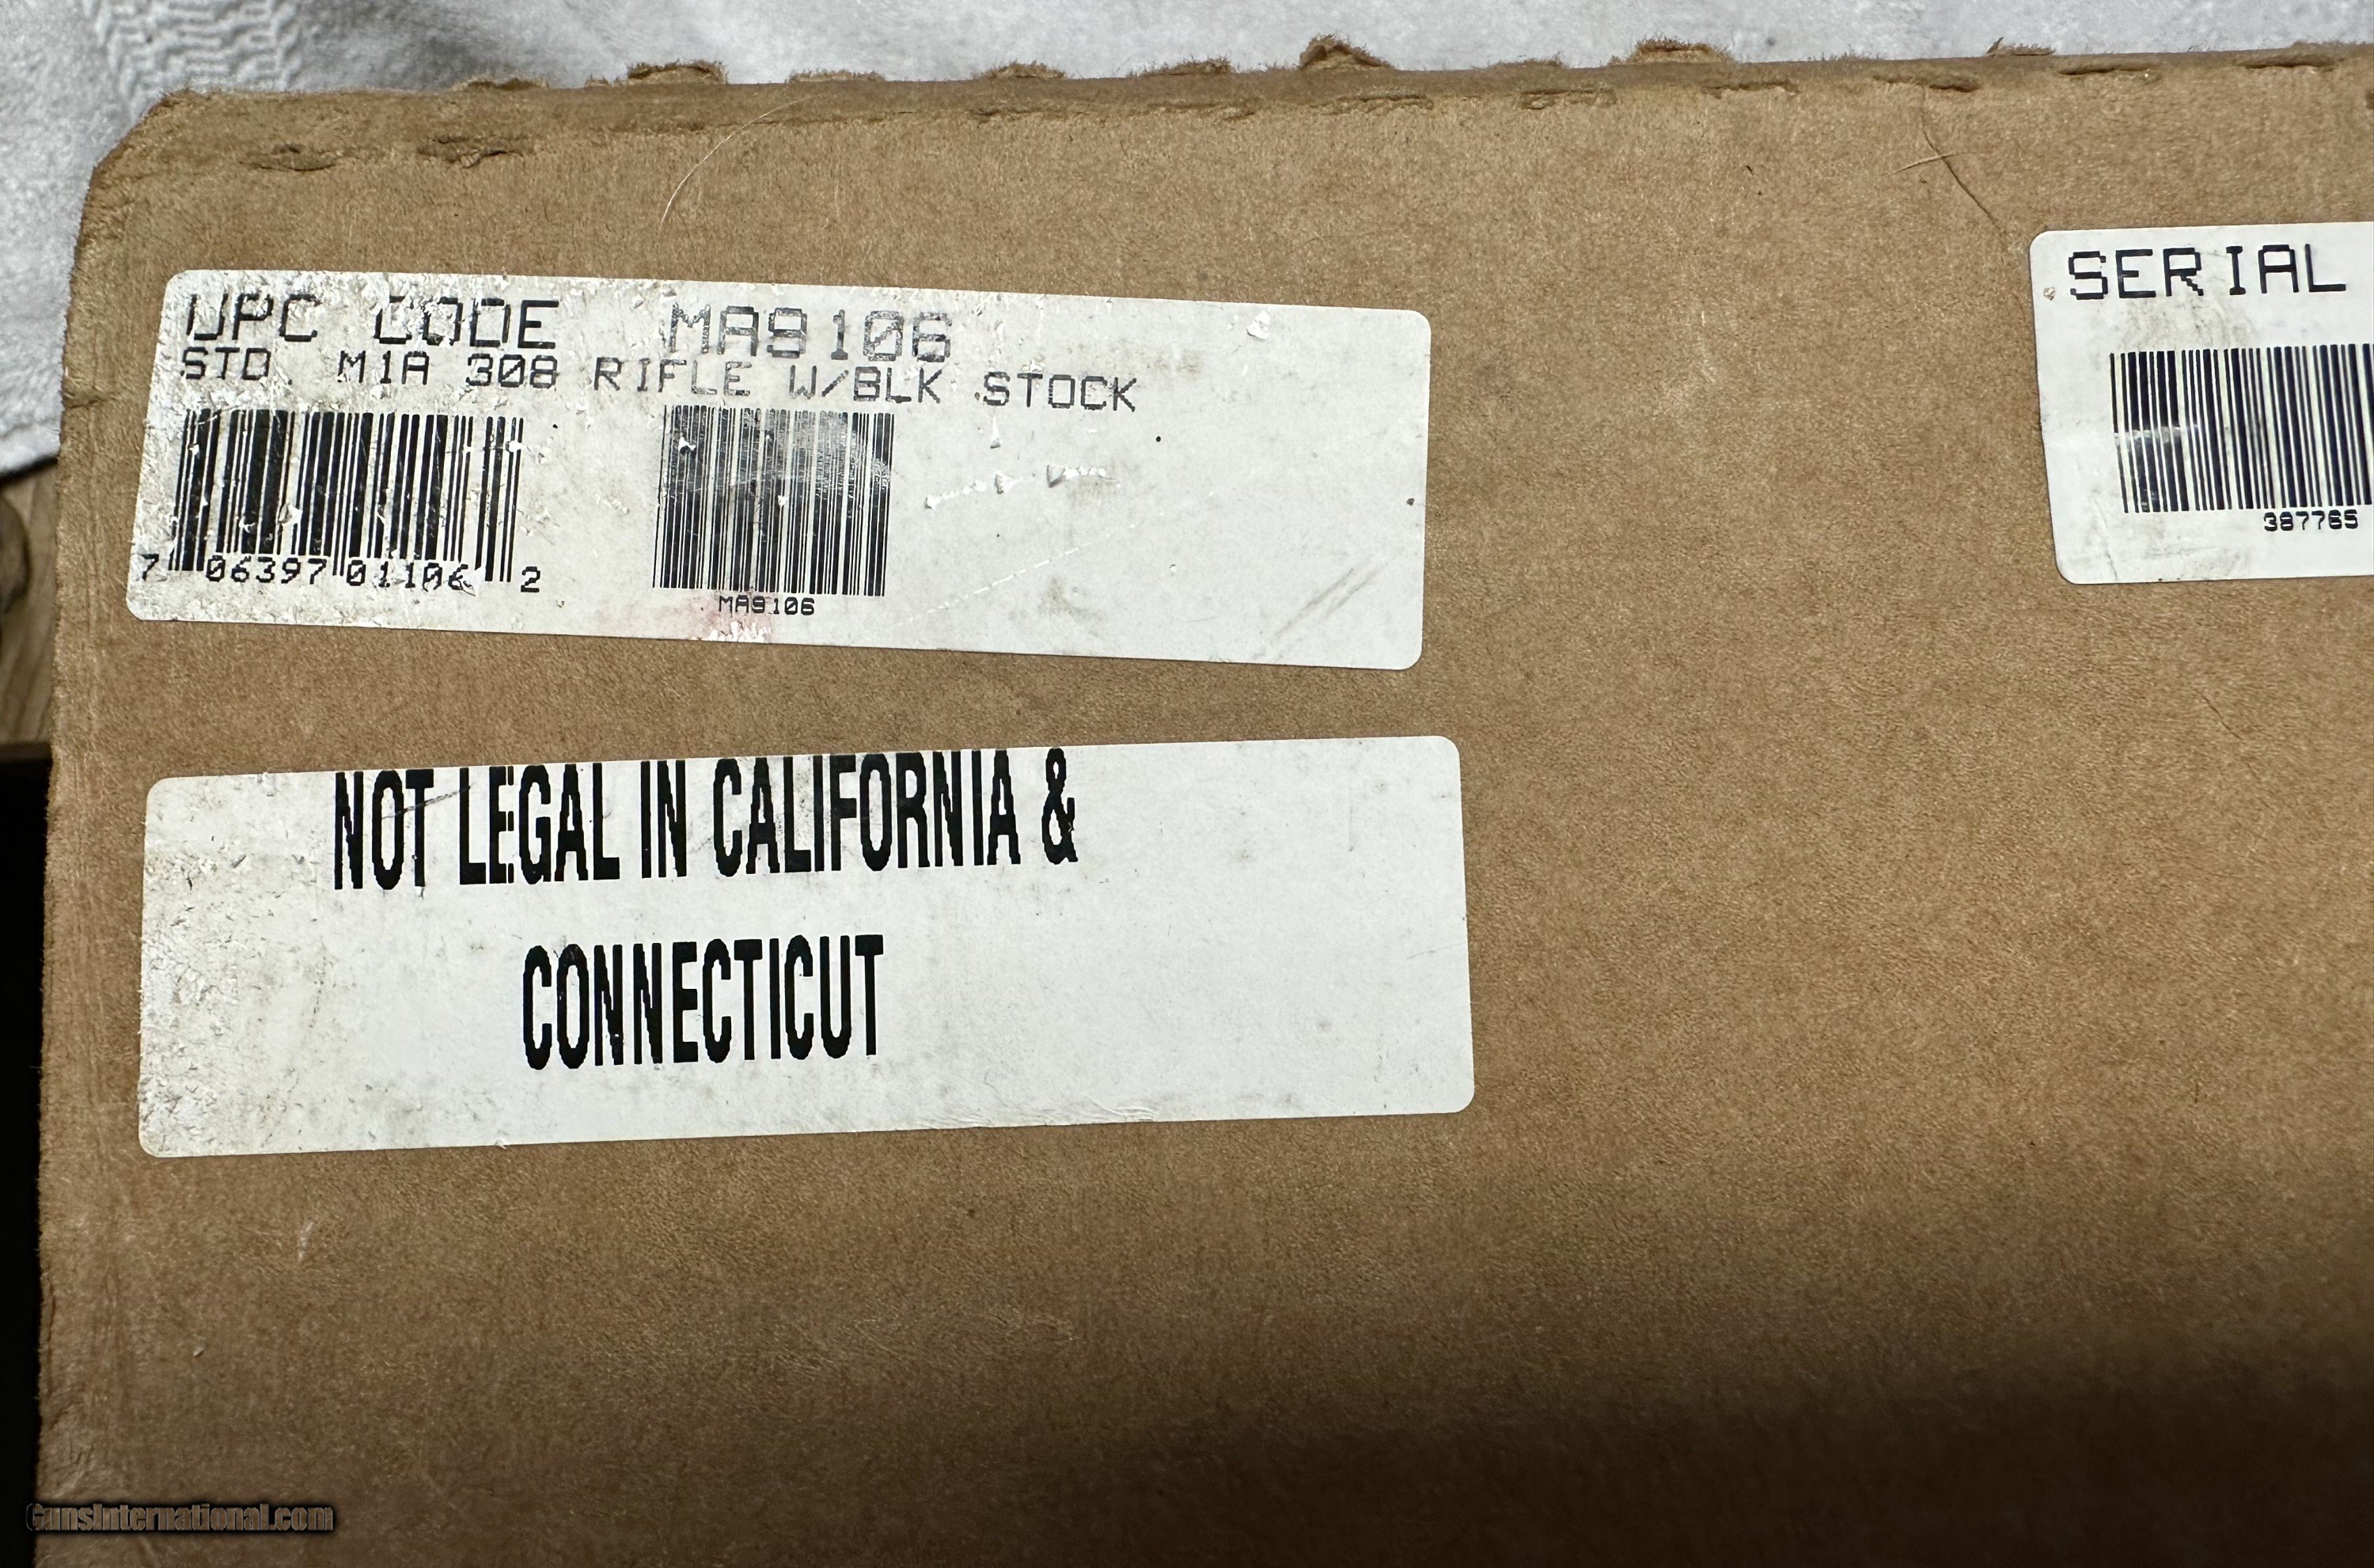 UPC CODE MA9106
STD. M1A 308 RIFLE W/BLK STOCK
7 06397 01106 2
MA9106
SERIAL
387765
NOT LEGAL IN CALIFORNIA &
CONNECTICUT
GunsInternational.com